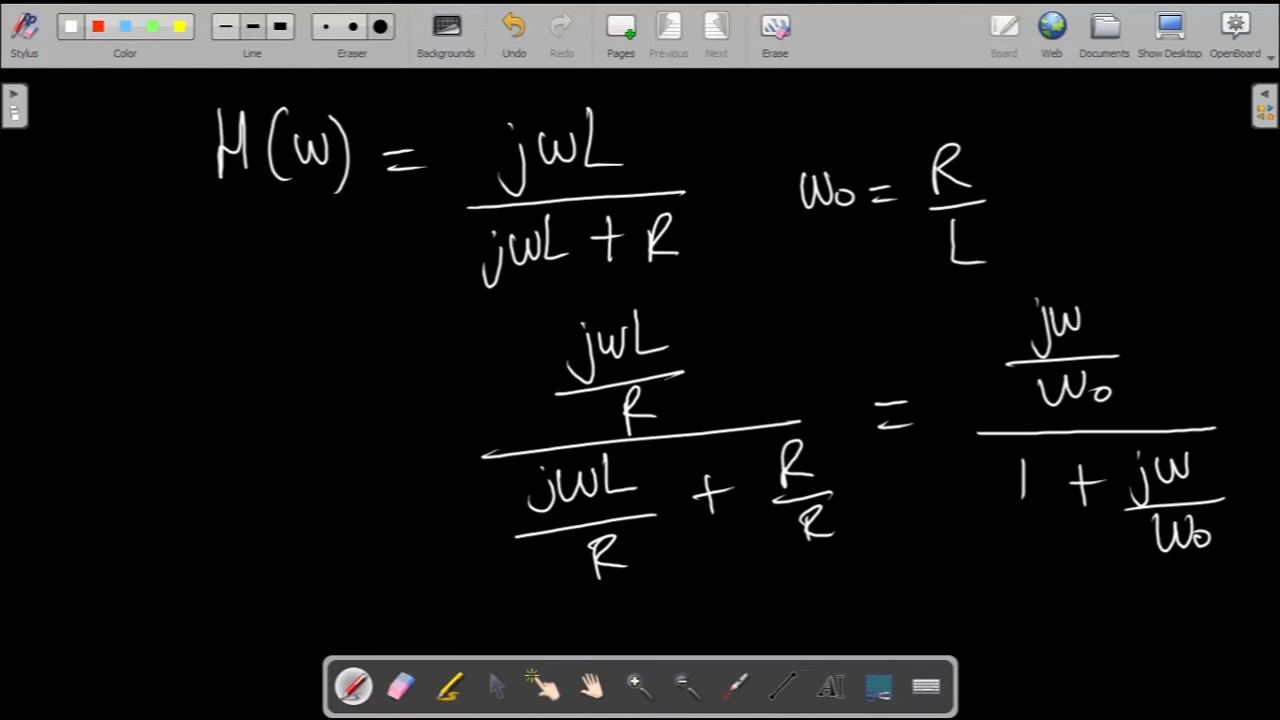 Stylus Color Line Eraser Backgrounds Undo Redo Pages Previous Next Erase Board Web Documents Show Desktop OpenBoard
H(w) = jwL / (jwL + R)
w0 = R / L
(jwL / R) / (jwL / R + R / R) = (jw / w0) / (1 + jw / w0)
AI